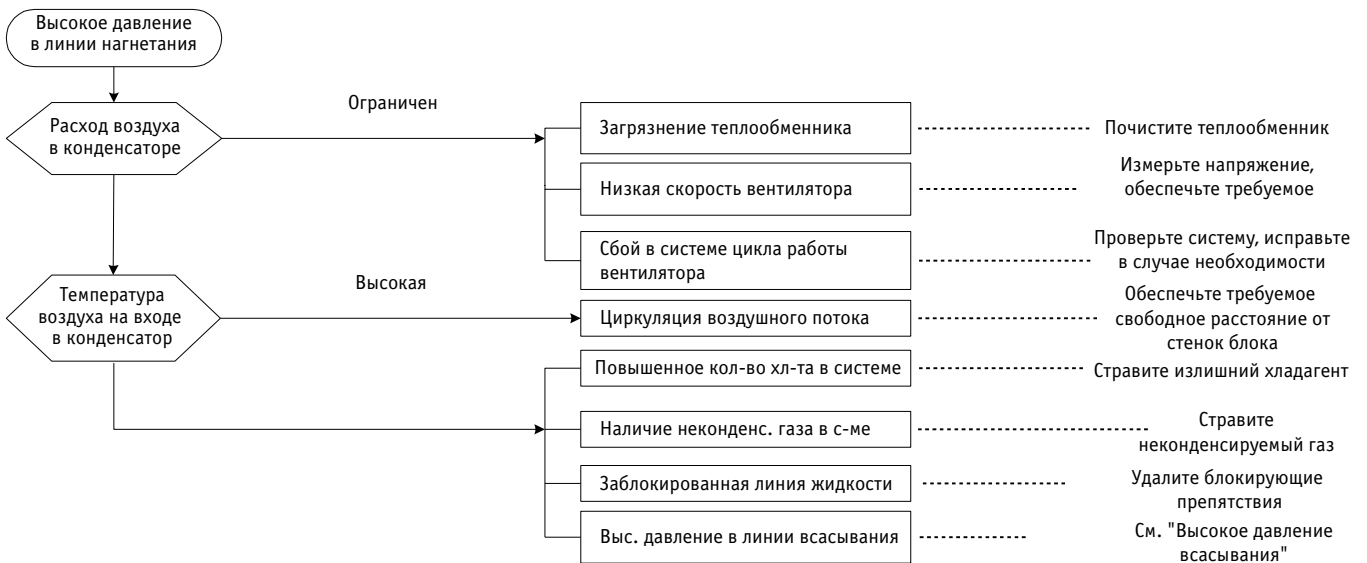 Высокое давление
в линии нагнетания
Расход воздуха
в конденсаторе
Ограничен
Загрязнение теплообменника
Почистите теплообменник
Низкая скорость вентилятора
Измерьте напряжение,
обеспечьте требуемое
Сбой в системе цикла работы
вентилятора
Проверьте систему, исправьте
в случае необходимости
Температура
воздуха на входе
в конденсатор
Высокая
Циркуляция воздушного потока
Обеспечьте требуемое
свободное расстояние от
стенок блока
Повышенное кол-во хл-та в системе
Стравите излишний хладагент
Наличие неконденс. газа в с-ме
Стравите
неконденсируемый газ
Заблокированная линия жидкости
Удалите блокирующие
препятствия
Выс. давление в линии всасывания
См. "Высокое давление
всасывания"